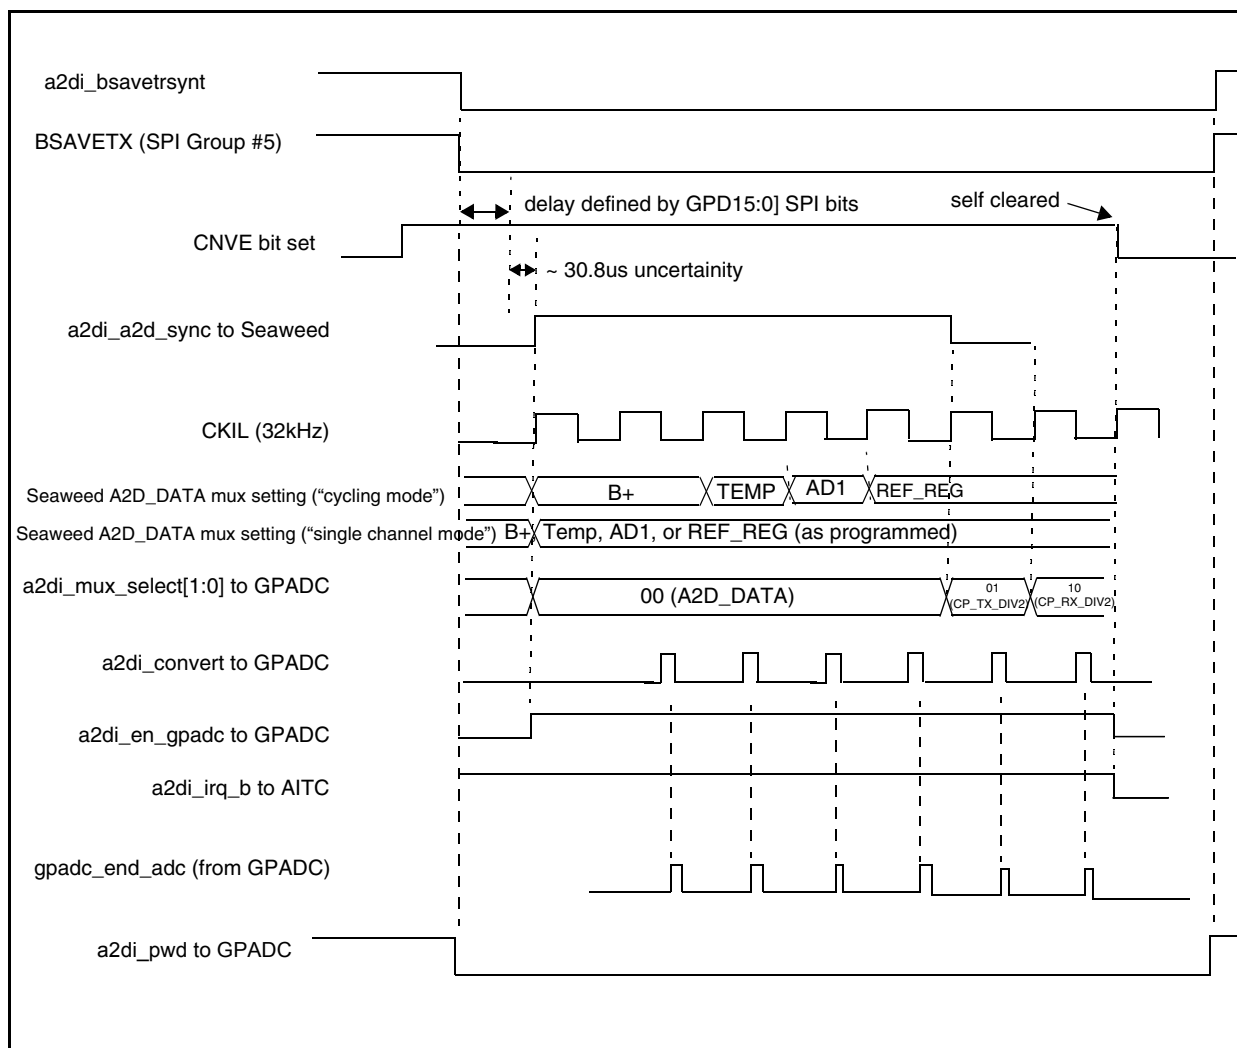 a2di_bsavetrsynt
BSAVETX (SPI Group #5)
delay defined by GPD15:0] SPI bits
self cleared
CNVE bit set
~ 30.8us uncertainity
a2di_a2d_sync to Seaweed
CKIL (32kHz)
Seaweed A2D_DATA mux setting (“cycling mode”)
B+
TEMP
AD1
REF_REG
Seaweed A2D_DATA mux setting (“single channel mode”)
B+
Temp, AD1, or REF_REG (as programmed)
a2di_mux_select[1:0] to GPADC
00 (A2D_DATA)
01
(CP_TX_DIV2)
10
(CP_RX_DIV2)
a2di_convert to GPADC
a2di_en_gpadc to GPADC
a2di_irq_b to AITC
gpadc_end_adc (from GPADC)
a2di_pwd to GPADC